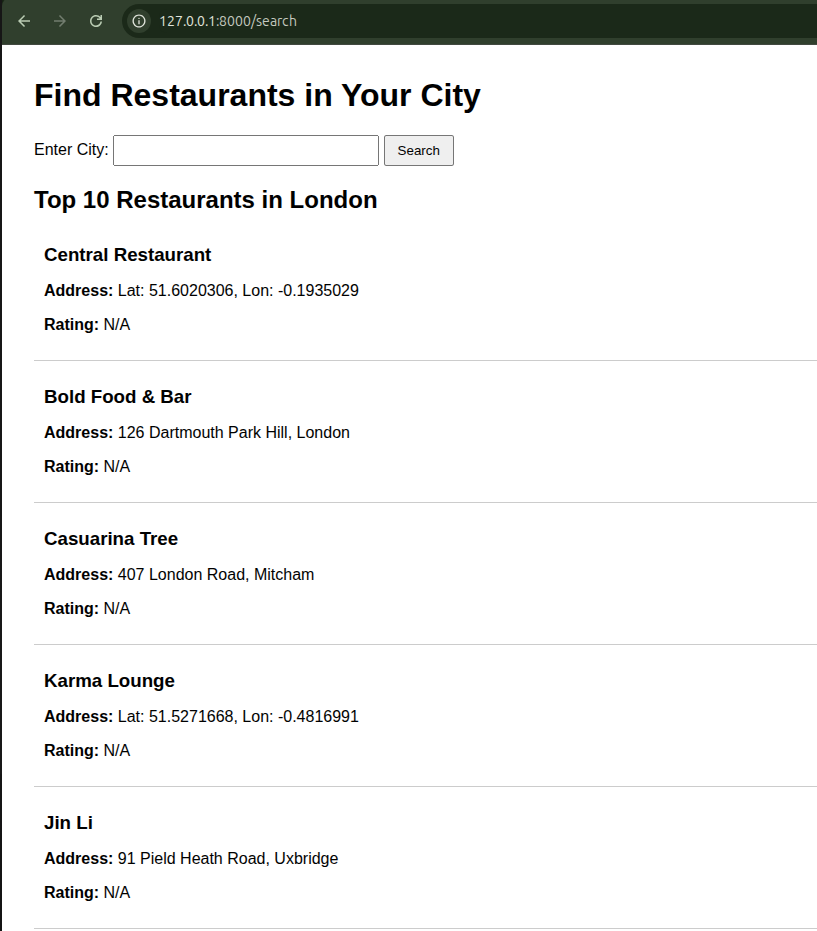 127.0.0.1:8000/search
Find Restaurants in Your City
Enter City: Search
Top 10 Restaurants in London
Central Restaurant
Address: Lat: 51.6020306, Lon: -0.1935029
Rating: N/A
Bold Food & Bar
Address: 126 Dartmouth Park Hill, London
Rating: N/A
Casuarina Tree
Address: 407 London Road, Mitcham
Rating: N/A
Karma Lounge
Address: Lat: 51.5271668, Lon: -0.4816991
Rating: N/A
Jin Li
Address: 91 Pield Heath Road, Uxbridge
Rating: N/A